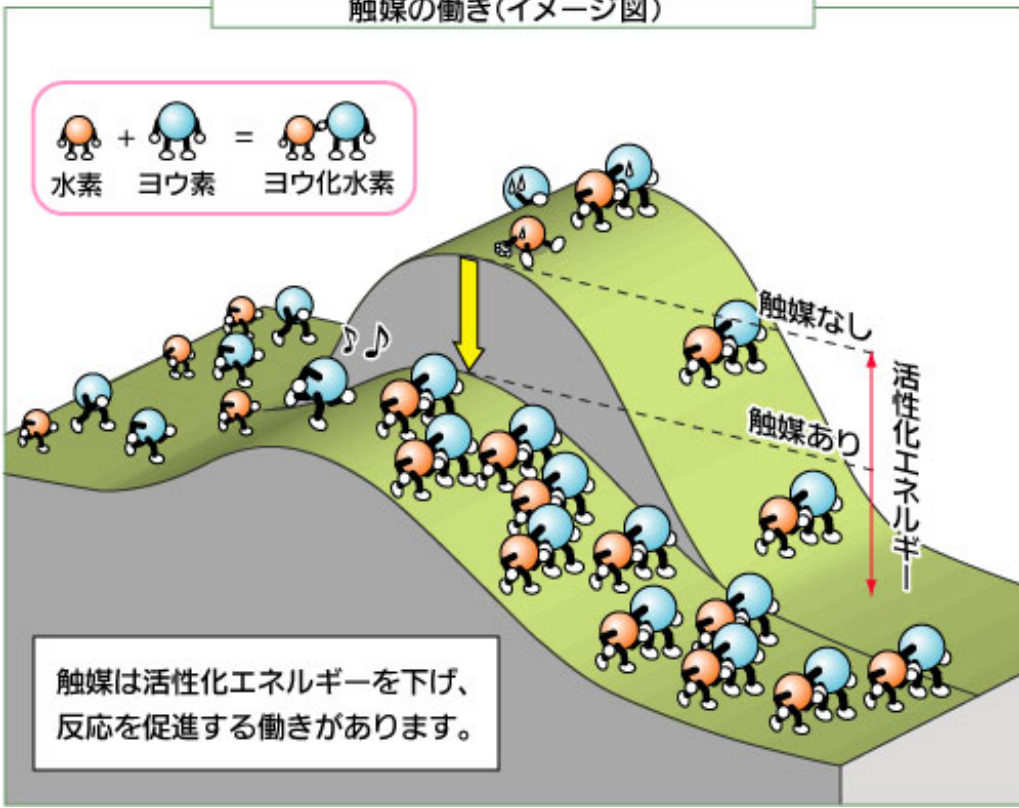 触媒の働き(イメージ図)
+ =
水素 ヨウ素 ヨウ化水素
触媒なし
触媒あり
活性化エネルギー
触媒は活性化エネルギーを下げ、
反応を促進する働きがあります。